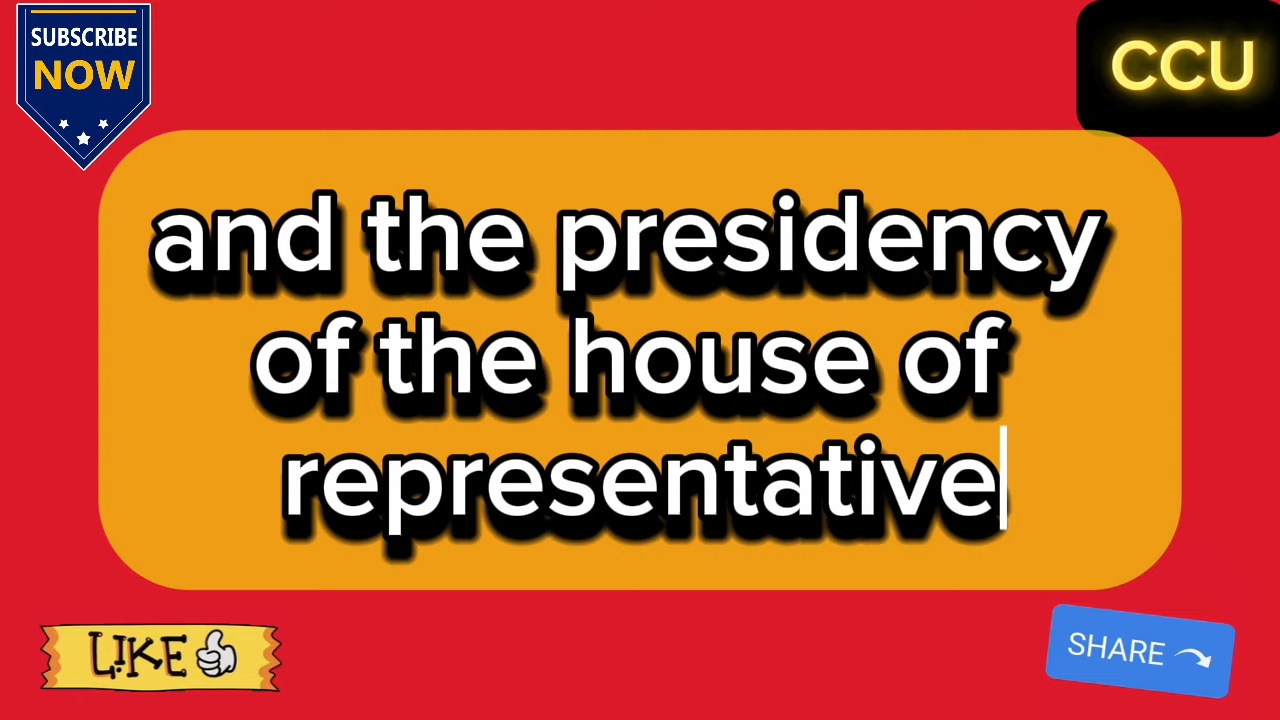 SUBSCRIBE
NOW
CCU
and the presidency
of the house of
representative
LIKE
SHARE